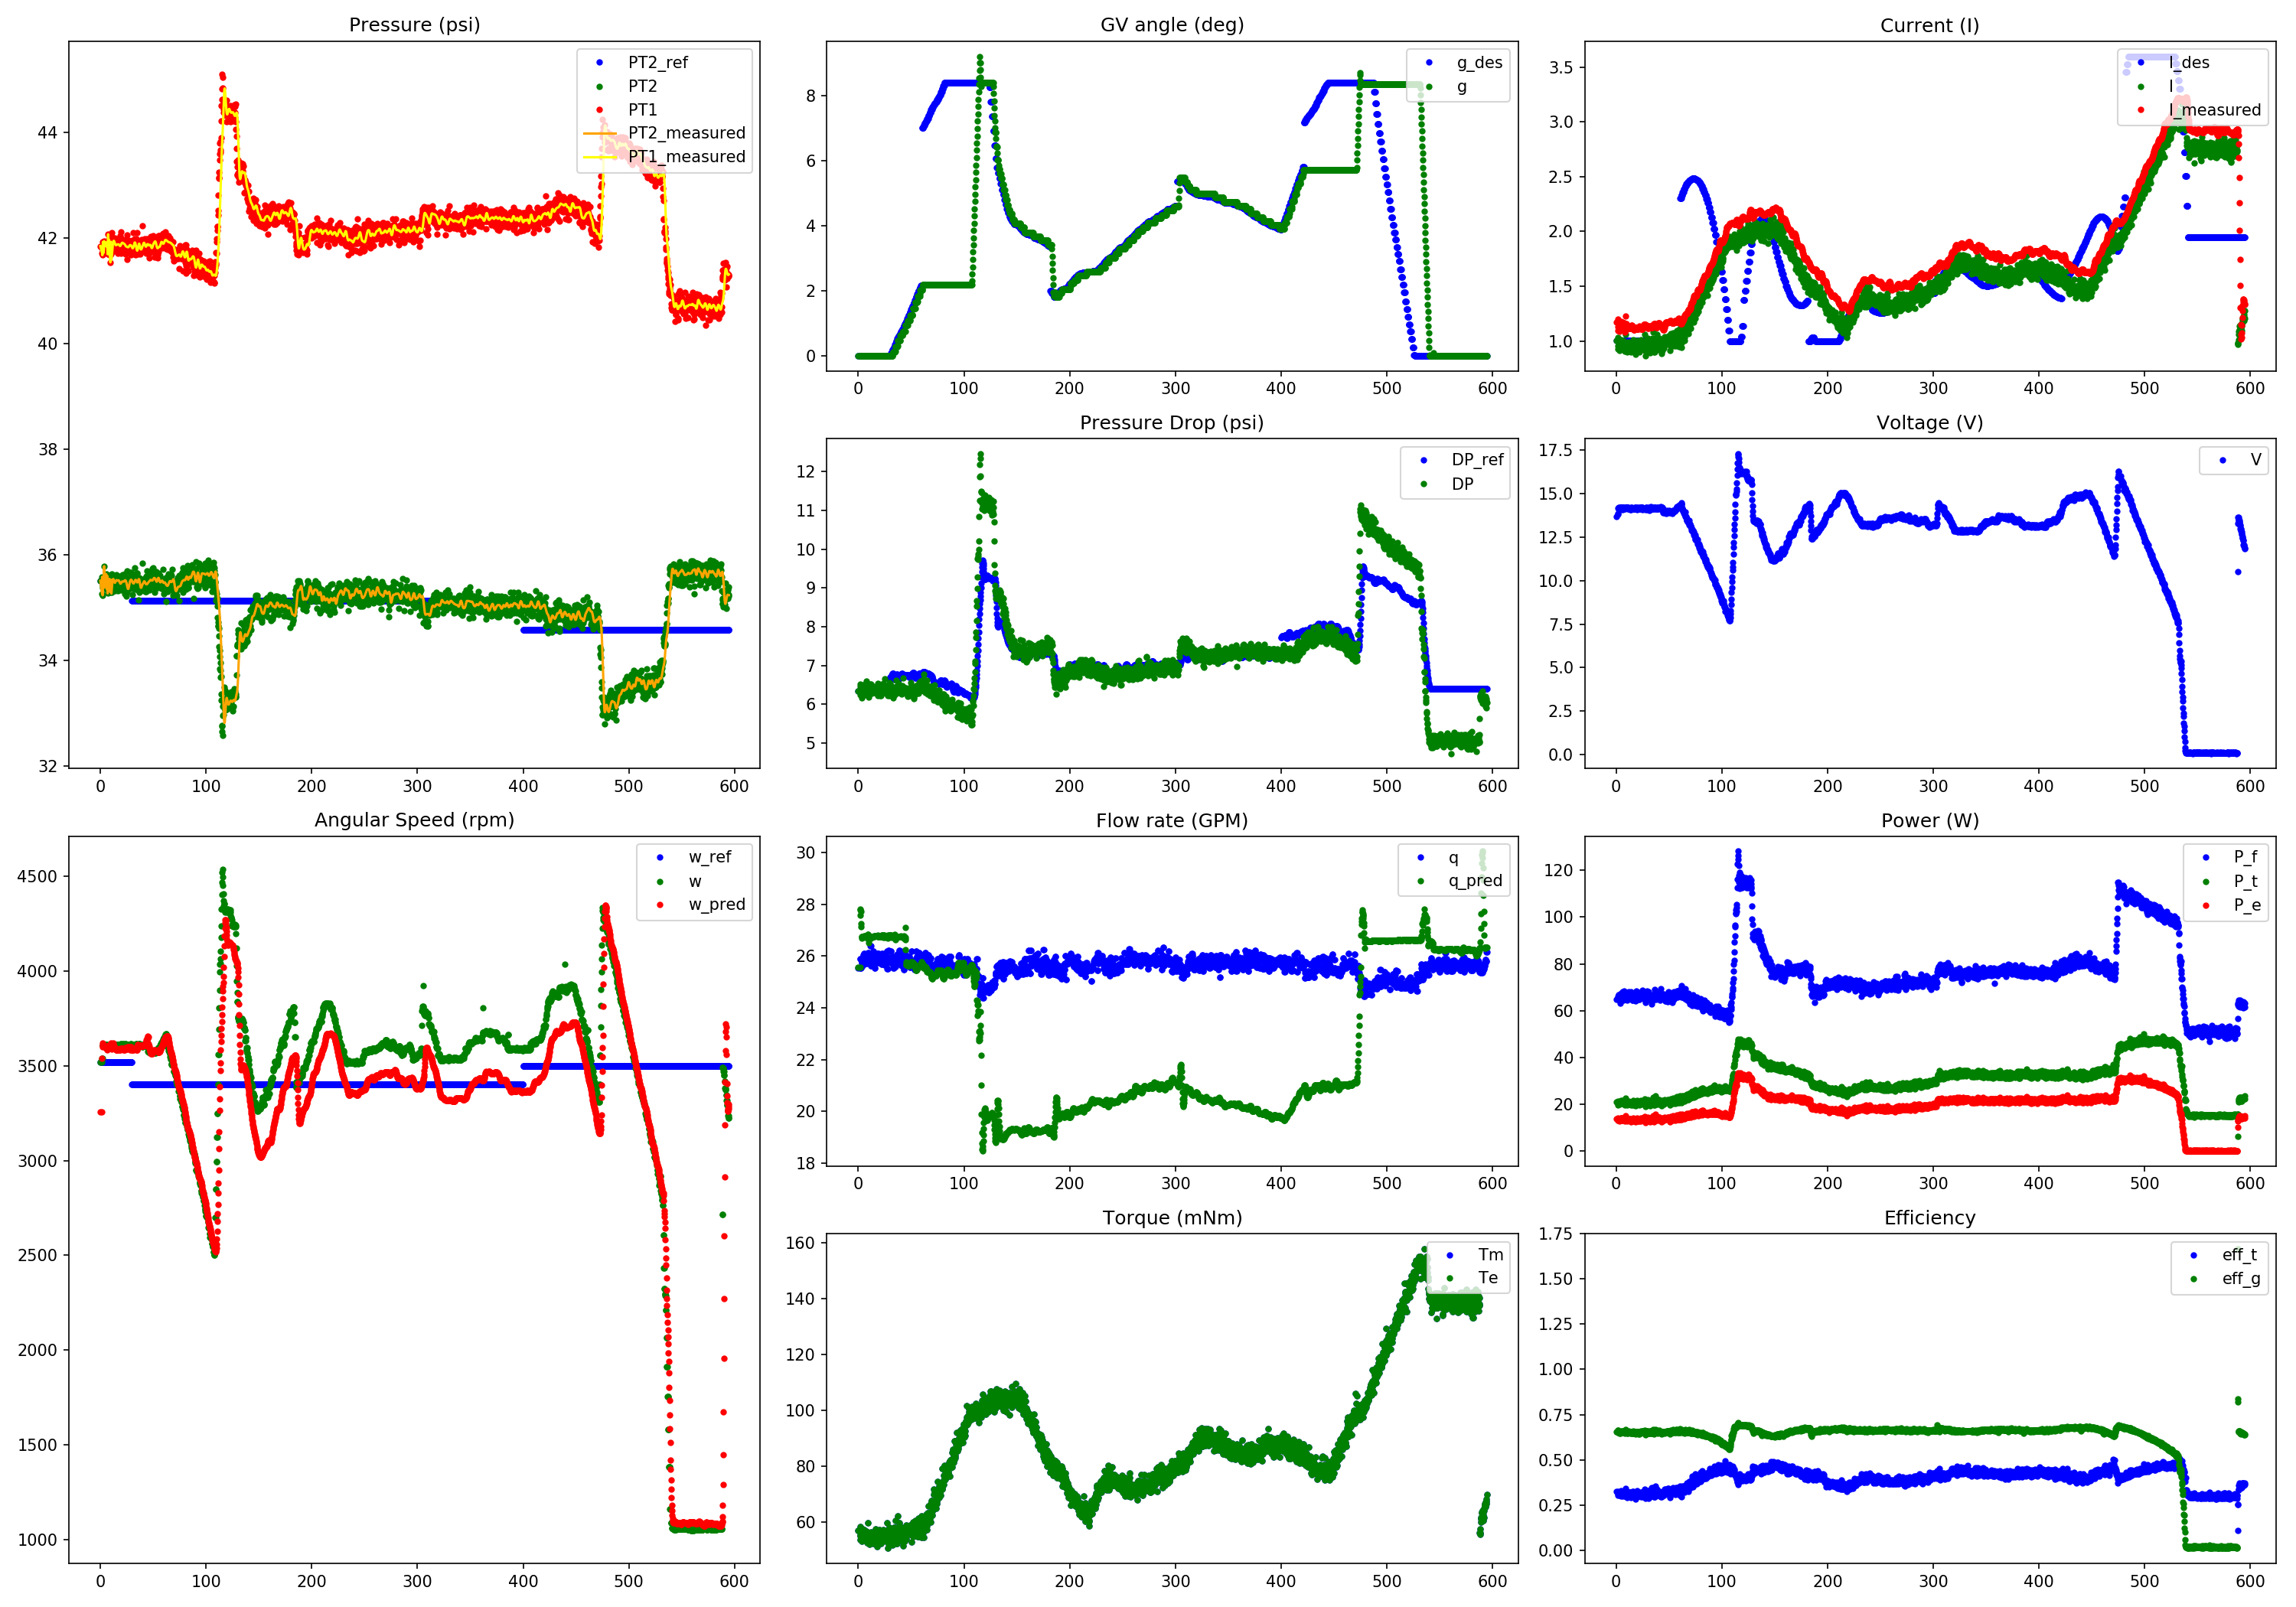 Pressure (psi)
PT2_ref
PT2
PT1
PT2_measured
PT1_measured
44
42
40
38
36
34
32
0 100 200 300 400 500 600
GV angle (deg)
g_des
g
8
6
4
2
0
0 100 200 300 400 500 600
Current (I)
I_des
I
I_measured
3.5
3.0
2.5
2.0
1.5
1.0
0 100 200 300 400 500 600
Pressure Drop (psi)
DP_ref
DP
12
11
10
9
8
7
6
5
0 100 200 300 400 500 600
Voltage (V)
V
17.5
15.0
12.5
10.0
7.5
5.0
2.5
0.0
0 100 200 300 400 500 600
Angular Speed (rpm)
w_ref
w
w_pred
4500
4000
3500
3000
2500
2000
1500
1000
0 100 200 300 400 500 600
Flow rate (GPM)
q
q_pred
30
28
26
24
22
20
18
0 100 200 300 400 500 600
Power (W)
P_f
P_t
P_e
120
100
80
60
40
20
0
0 100 200 300 400 500 600
Torque (mNm)
Tm
Te
160
140
120
100
80
60
0 100 200 300 400 500 600
Efficiency
eff_t
eff_g
1.75
1.50
1.25
1.00
0.75
0.50
0.25
0.00
0 100 200 300 400 500 600